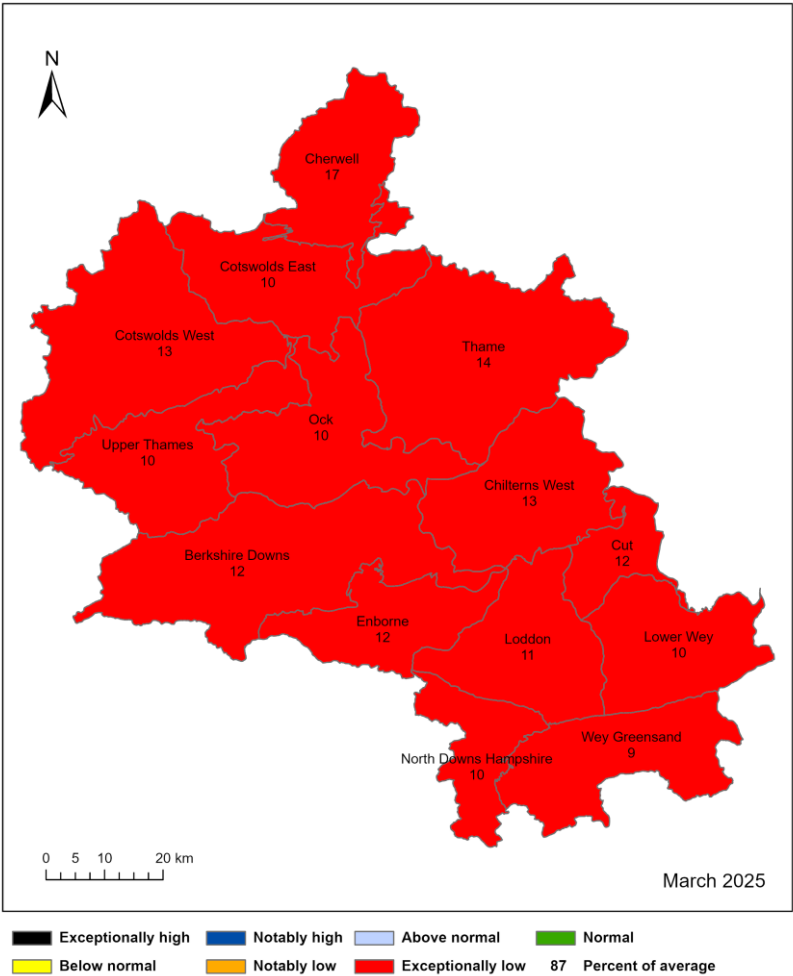 N
Cherwell
17
Cotswolds East
10
Cotswolds West
13
Thame
14
Ock
10
Upper Thames
10
Chilterns West
13
Cut
12
Berkshire Downs
12
Enborne
12
Loddon
11
Lower Wey
10
Wey Greensand
9
North Downs Hampshire
10
0 5 10 20 km
March 2025
Exceptionally high Notably high Above normal Normal
Below normal Notably low Exceptionally low 87 Percent of average